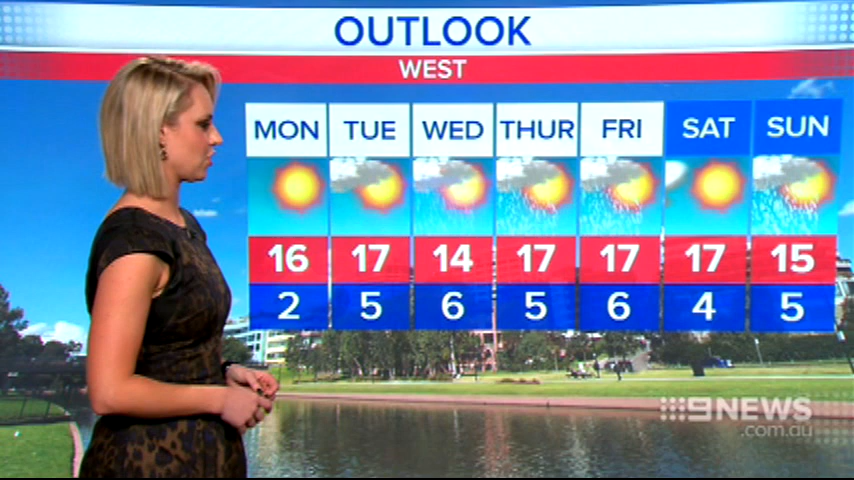 OUTLOOK
WEST
MON TUE WED THUR FRI SAT SUN
16 17 14 17 17 17 15
2 5 6 5 6 4 5
9NEWS
.com.au